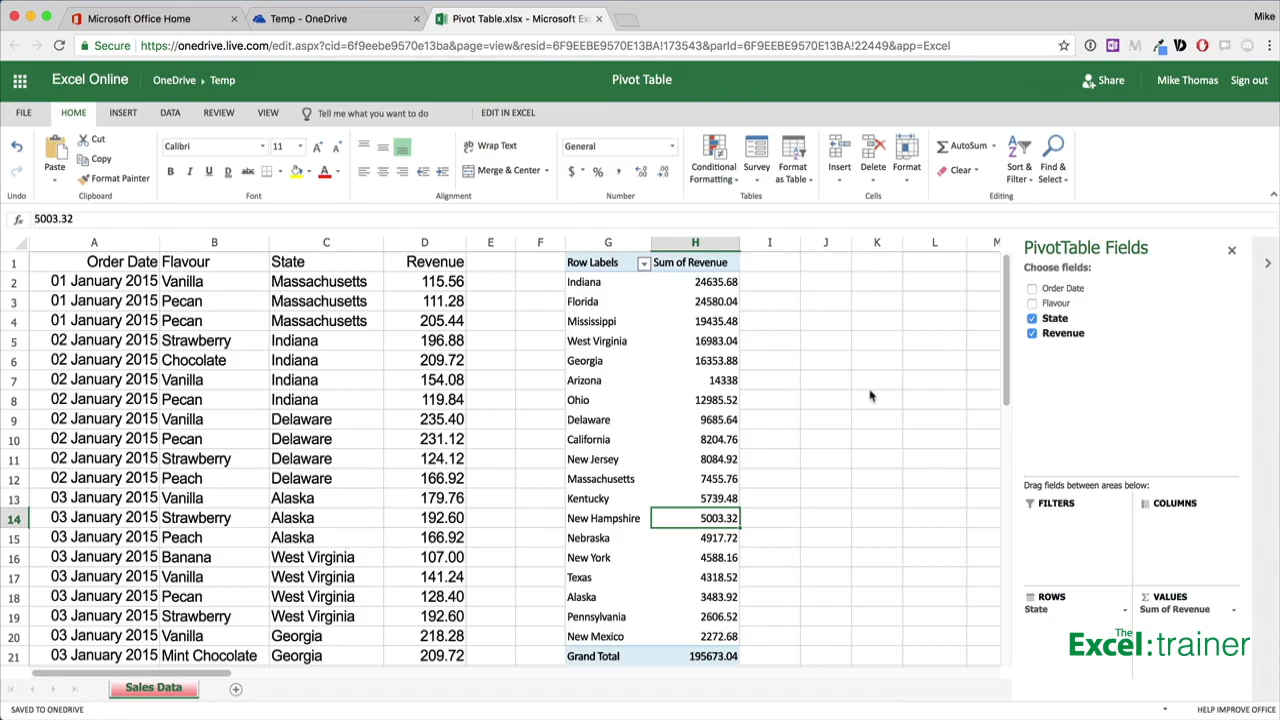 Microsoft Office Home
Temp - OneDrive
Pivot Table.xlsx - Microsoft Ex
Mike
Secure
https://onedrive.live.com/edit.aspx?cid=6f9eebe9570e13ba&page=view&resid=6F9EEBE9570E13BA!173543&parId=6F9EEBE9570E13BA!22449&app=Excel
Excel Online OneDrive Temp Pivot Table Share Mike Thomas Sign out
FILE HOME INSERT DATA REVIEW VIEW Tell me what you want to do EDIT IN EXCEL
Paste Cut Copy Format Painter
Calibri 11
B I U D abc A
Wrap Text
Merge & Center
General
$ % ,
Conditional Formatting Survey Format as Table
Insert Delete Format
AutoSum
Clear
Sort & Filter Find & Select
Undo Clipboard Font Alignment Number Tables Cells Editing
fx 5003.32
A B C D E F G H I J K L M
1 Order Date Flavour State Revenue Row Labels Sum of Revenue
2 01 January 2015 Vanilla Massachusetts 115.56 Indiana 24635.68
3 01 January 2015 Pecan Massachusetts 111.28 Florida 24580.04
4 01 January 2015 Pecan Massachusetts 205.44 Mississippi 19435.48
5 02 January 2015 Strawberry Indiana 196.88 West Virginia 16983.04
6 02 January 2015 Chocolate Indiana 209.72 Georgia 16353.88
7 02 January 2015 Vanilla Indiana 154.08 Arizona 14338
8 02 January 2015 Pecan Indiana 119.84 Ohio 12985.52
9 02 January 2015 Vanilla Delaware 235.40 Delaware 9685.64
10 02 January 2015 Pecan Delaware 231.12 California 8204.76
11 02 January 2015 Strawberry Delaware 124.12 New Jersey 8084.92
12 02 January 2015 Peach Delaware 166.92 Massachusetts 7455.76
13 03 January 2015 Vanilla Alaska 179.76 Kentucky 5739.48
14 03 January 2015 Strawberry Alaska 192.60 New Hampshire 5003.32
15 03 January 2015 Peach Alaska 166.92 Nebraska 4917.72
16 03 January 2015 Banana West Virginia 107.00 New York 4588.16
17 03 January 2015 Vanilla West Virginia 141.24 Texas 4318.52
18 03 January 2015 Pecan West Virginia 128.40 Alaska 3483.92
19 03 January 2015 Strawberry West Virginia 192.60 Pennsylvania 2606.52
20 03 January 2015 Vanilla Georgia 218.28 New Mexico 2272.68
21 03 January 2015 Mint Chocolate Georgia 209.72 Grand Total 195673.04
PivotTable Fields
Choose fields:
Order Date
Flavour
State
Revenue
Drag fields between areas below:
FILTERS COLUMNS
ROWS VALUES
State Sum of Revenue
The
Excel:trainer
Sales Data
SAVED TO ONEDRIVE HELP IMPROVE OFFICE